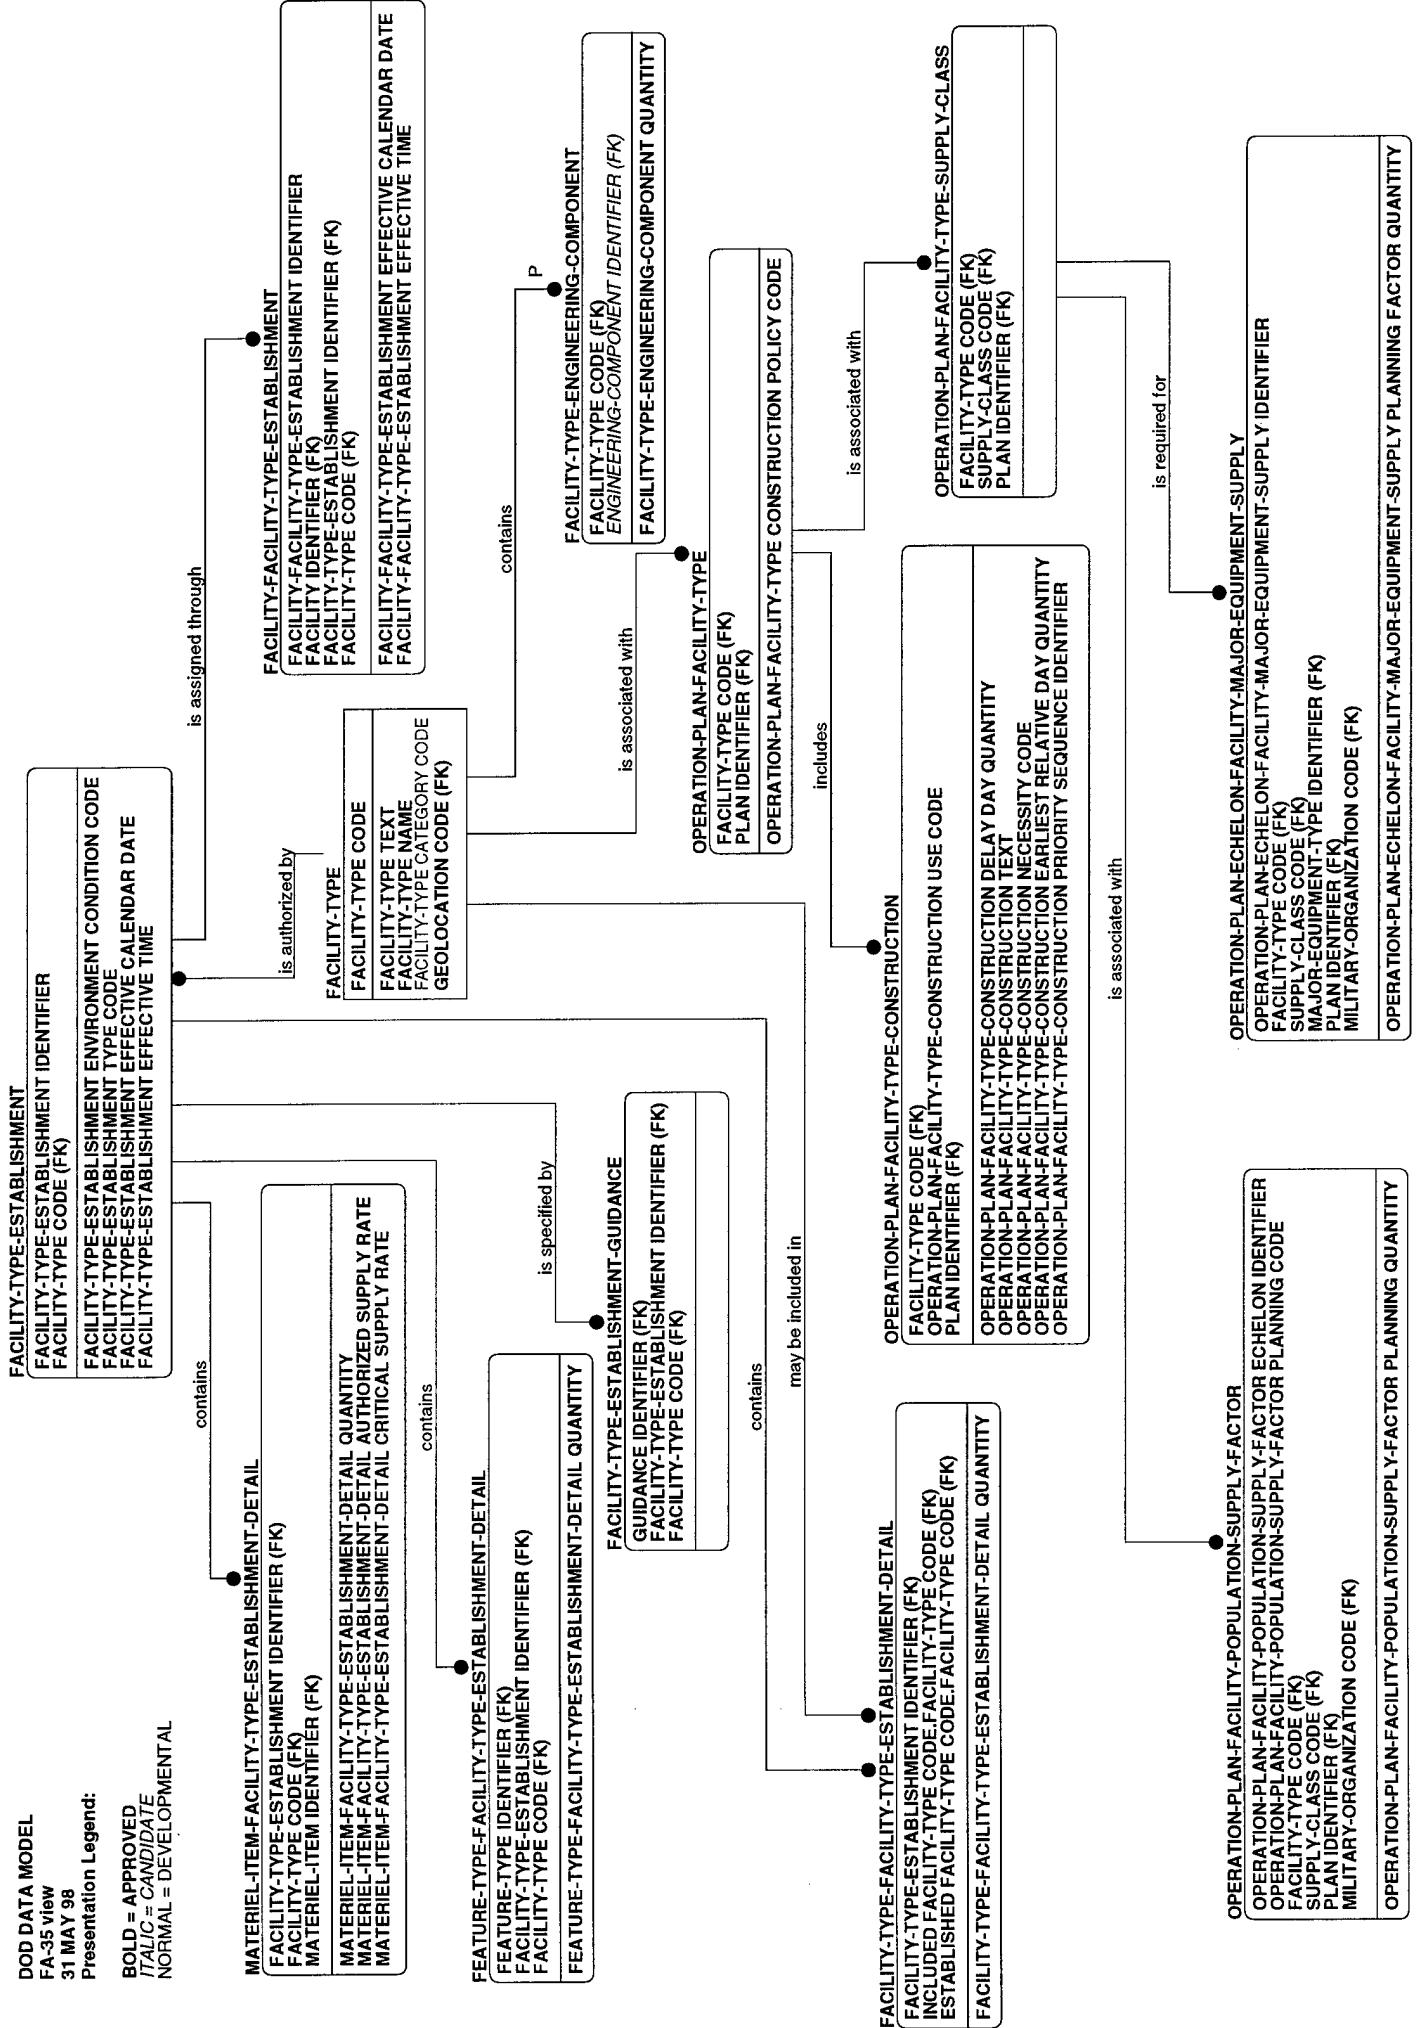 DOD DATA MODEL
FA-35 view
31 MAY 98
Presentation Legend:
BOLD = APPROVED
ITALIC = CANDIDATE
NORMAL = DEVELOPMENTAL
FACILITY-TYPE-ESTABLISHMENT
FACILITY-TYPE-ESTABLISHMENT IDENTIFIER
FACILITY-TYPE CODE (FK)
FACILITY-TYPE-ESTABLISHMENT ENVIRONMENT CONDITION CODE
FACILITY-TYPE-ESTABLISHMENT TYPE CODE
FACILITY-TYPE-ESTABLISHMENT EFFECTIVE CALENDAR DATE
FACILITY-TYPE-ESTABLISHMENT EFFECTIVE TIME
contains
is authorized by
is assigned through
MATERIEL-ITEM-FACILITY-TYPE-ESTABLISHMENT-DETAIL
FACILITY-TYPE-ESTABLISHMENT IDENTIFIER (FK)
FACILITY-TYPE CODE (FK)
MATERIEL-ITEM IDENTIFIER (FK)
MATERIEL-ITEM-FACILITY-TYPE-ESTABLISHMENT-DETAIL QUANTITY
MATERIEL-ITEM-FACILITY-TYPE-ESTABLISHMENT-DETAIL AUTHORIZED SUPPLY RATE
MATERIEL-ITEM-FACILITY-TYPE-ESTABLISHMENT-DETAIL CRITICAL SUPPLY RATE
FACILITY-FACILITY-TYPE-ESTABLISHMENT
FACILITY-FACILITY-TYPE-ESTABLISHMENT IDENTIFIER
FACILITY IDENTIFIER (FK)
FACILITY-TYPE-ESTABLISHMENT IDENTIFIER (FK)
FACILITY-TYPE CODE (FK)
FACILITY-FACILITY-TYPE-ESTABLISHMENT EFFECTIVE CALENDAR DATE
FACILITY-FACILITY-TYPE-ESTABLISHMENT EFFECTIVE TIME
FACILITY-TYPE
FACILITY-TYPE CODE
FACILITY-TYPE TEXT
FACILITY-TYPE NAME
FACILITY-TYPE CATEGORY CODE
GEOLOCATION CODE (FK)
contains
contains
P
FEATURE-TYPE-FACILITY-TYPE-ESTABLISHMENT-DETAIL
FEATURE-TYPE IDENTIFIER (FK)
FACILITY-TYPE-ESTABLISHMENT IDENTIFIER (FK)
FACILITY-TYPE CODE (FK)
FEATURE-TYPE-FACILITY-TYPE-ESTABLISHMENT-DETAIL QUANTITY
is specified by
FACILITY-TYPE-ENGINEERING-COMPONENT
FACILITY-TYPE CODE (FK)
ENGINEERING-COMPONENT IDENTIFIER (FK)
FACILITY-TYPE-ENGINEERING-COMPONENT QUANTITY
FACILITY-TYPE-ESTABLISHMENT-GUIDANCE
GUIDANCE IDENTIFIER (FK)
FACILITY-TYPE-ESTABLISHMENT IDENTIFIER (FK)
FACILITY-TYPE CODE (FK)
is associated with
OPERATION-PLAN-FACILITY-TYPE
FACILITY-TYPE CODE (FK)
PLAN IDENTIFIER (FK)
OPERATION-PLAN-FACILITY-TYPE CONSTRUCTION POLICY CODE
contains
may be included in
includes
is associated with
FACILITY-TYPE-FACILITY-TYPE-ESTABLISHMENT-DETAIL
FACILITY-TYPE-ESTABLISHMENT IDENTIFIER (FK)
INCLUDED FACILITY-TYPE CODE.FACILITY-TYPE CODE (FK)
ESTABLISHED FACILITY-TYPE CODE.FACILITY-TYPE CODE (FK)
FACILITY-TYPE-FACILITY-TYPE-ESTABLISHMENT-DETAIL QUANTITY
OPERATION-PLAN-FACILITY-TYPE-CONSTRUCTION
FACILITY-TYPE CODE (FK)
OPERATION-PLAN-FACILITY-TYPE-CONSTRUCTION USE CODE
PLAN IDENTIFIER (FK)
OPERATION-PLAN-FACILITY-TYPE-CONSTRUCTION DELAY DAY QUANTITY
OPERATION-PLAN-FACILITY-TYPE-CONSTRUCTION TEXT
OPERATION-PLAN-FACILITY-TYPE-CONSTRUCTION NECESSITY CODE
OPERATION-PLAN-FACILITY-TYPE-CONSTRUCTION EARLIEST RELATIVE DAY QUANTITY
OPERATION-PLAN-FACILITY-TYPE-CONSTRUCTION PRIORITY SEQUENCE IDENTIFIER
OPERATION-PLAN-FACILITY-TYPE-SUPPLY-CLASS
FACILITY-TYPE CODE (FK)
SUPPLY-CLASS CODE (FK)
PLAN IDENTIFIER (FK)
is associated with
is required for
OPERATION-PLAN-FACILITY-POPULATION-SUPPLY-FACTOR
OPERATION-PLAN-FACILITY-POPULATION-SUPPLY-FACTOR ECHELON IDENTIFIER
OPERATION-PLAN-FACILITY-POPULATION-SUPPLY-FACTOR PLANNING CODE
FACILITY-TYPE CODE (FK)
SUPPLY-CLASS CODE (FK)
PLAN IDENTIFIER (FK)
MILITARY-ORGANIZATION CODE (FK)
OPERATION-PLAN-FACILITY-POPULATION-SUPPLY-FACTOR PLANNING QUANTITY
OPERATION-PLAN-ECHELON-FACILITY-MAJOR-EQUIPMENT-SUPPLY
OPERATION-PLAN-ECHELON-FACILITY-MAJOR-EQUIPMENT-SUPPLY IDENTIFIER
FACILITY-TYPE CODE (FK)
SUPPLY-CLASS CODE (FK)
MAJOR-EQUIPMENT-TYPE IDENTIFIER (FK)
PLAN IDENTIFIER (FK)
MILITARY-ORGANIZATION CODE (FK)
OPERATION-PLAN-ECHELON-FACILITY-MAJOR-EQUIPMENT-SUPPLY PLANNING FACTOR QUANTITY